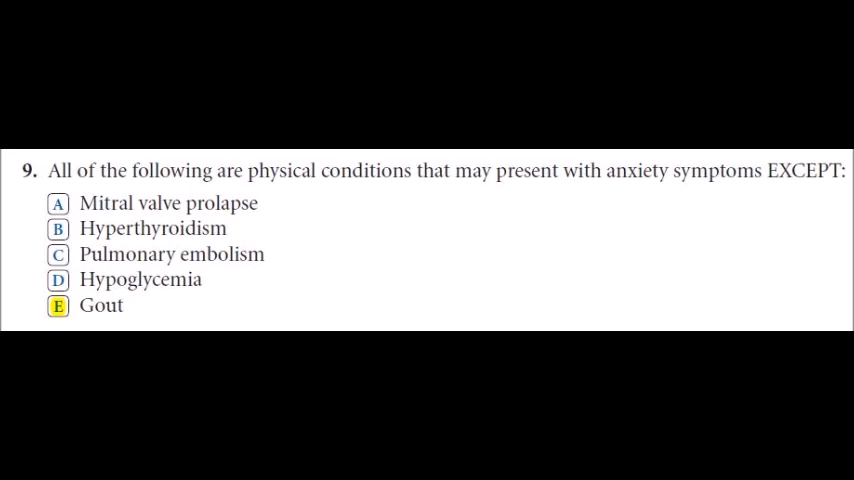 9. All of the following are physical conditions that may present with anxiety symptoms EXCEPT:
A Mitral valve prolapse
B Hyperthyroidism
C Pulmonary embolism
D Hypoglycemia
E Gout